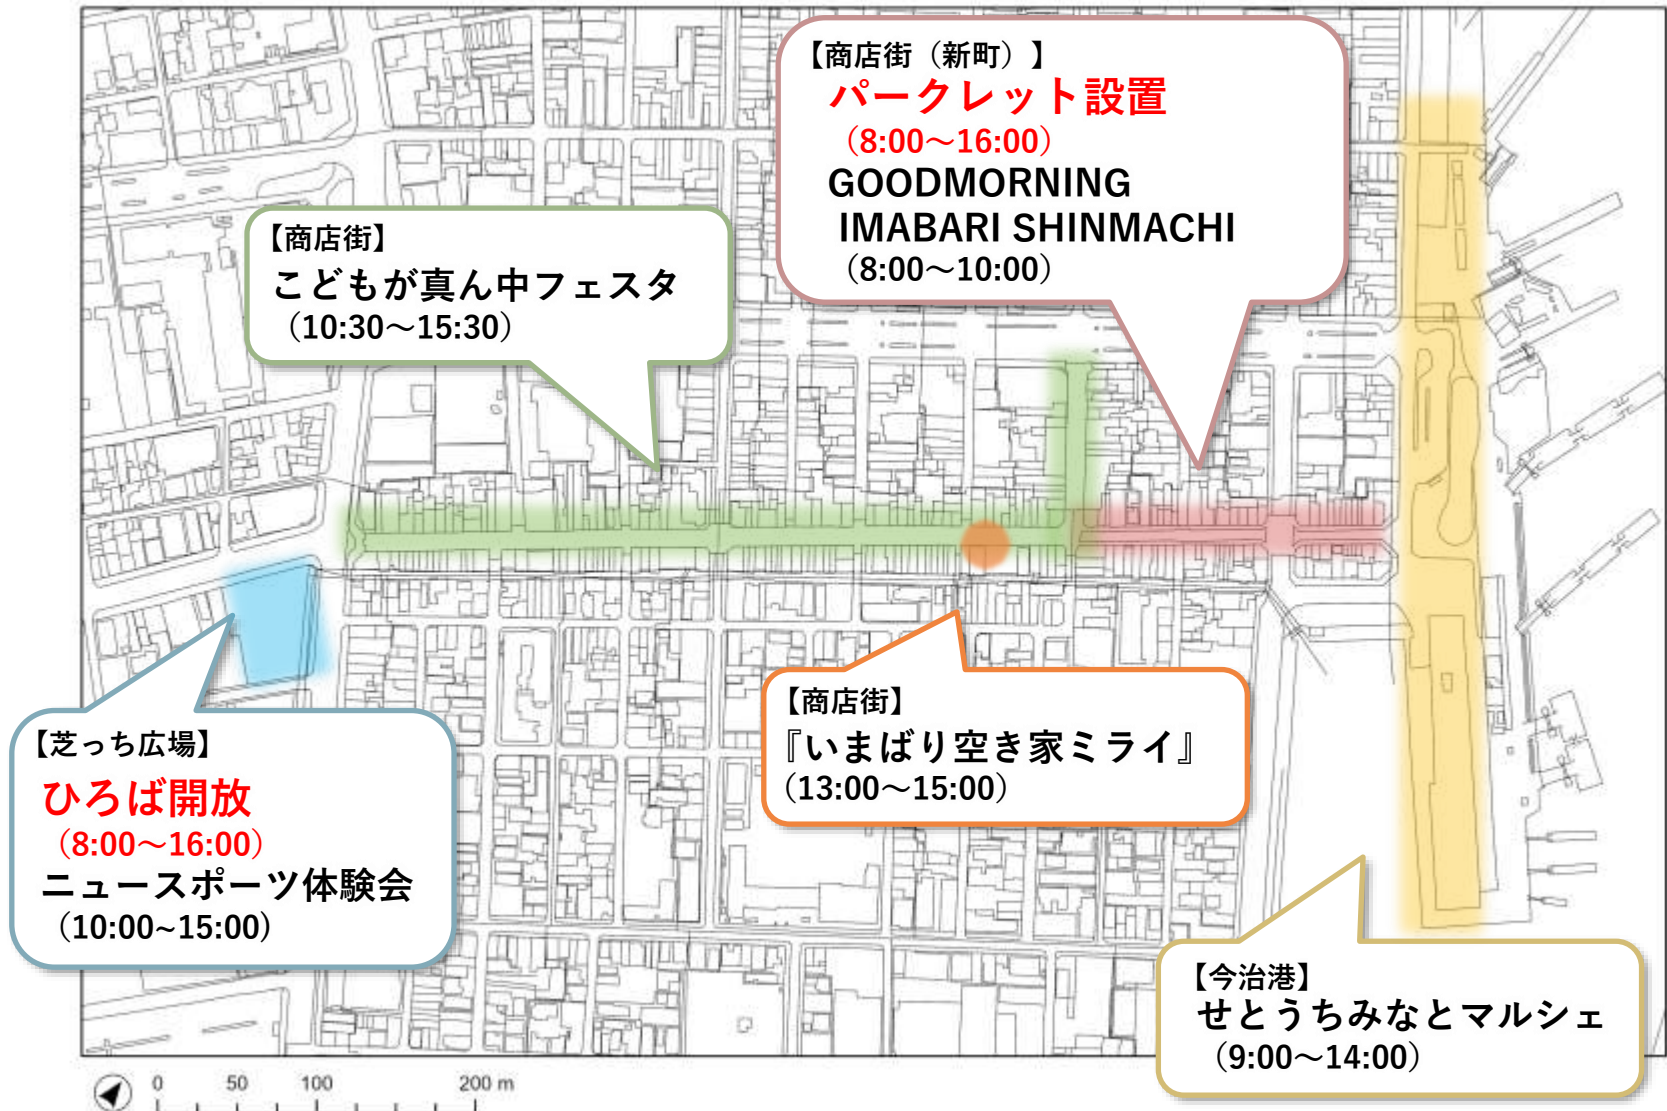 【商店街（新町）】
パークレット設置
（8:00～16:00）
GOODMORNING
IMABARI SHINMACHI
（8:00～10:00）
【商店街】
こどもが真ん中フェスタ
（10:30～15:30）
【商店街】
『いまばり空き家ミライ』
（13:00～15:00）
【芝っち広場】
ひろば開放
（8:00～16:00）
ニュースポーツ体験会
（10:00~15:00）
【今治港】
せとうちみなとマルシェ
（9:00～14:00）
0 50 100 200 m